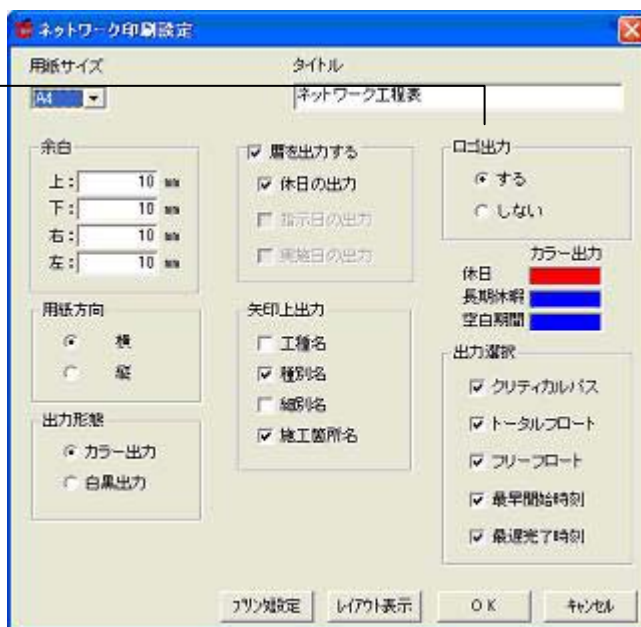 ネットワーク印刷設定
用紙サイズ
A4
タイトル
ネットワーク工程表
余白
上: 10 mm
下: 10 mm
右: 10 mm
左: 10 mm
用紙方向
横
縦
出力形態
カラー出力
白黒出力
暦を出力する
休日の出力
指示日の出力
実施日の出力
矢印上出力
工種名
種別名
細別名
施工箇所名
ロゴ出力
する
しない
カラー出力
休日
長期休暇
空白期間
出力選択
クリティカルパス
トータルフロート
フリーフロート
最早開始時刻
最遅完了時刻
プリンタ設定
レイアウト表示
OK
キャンセル